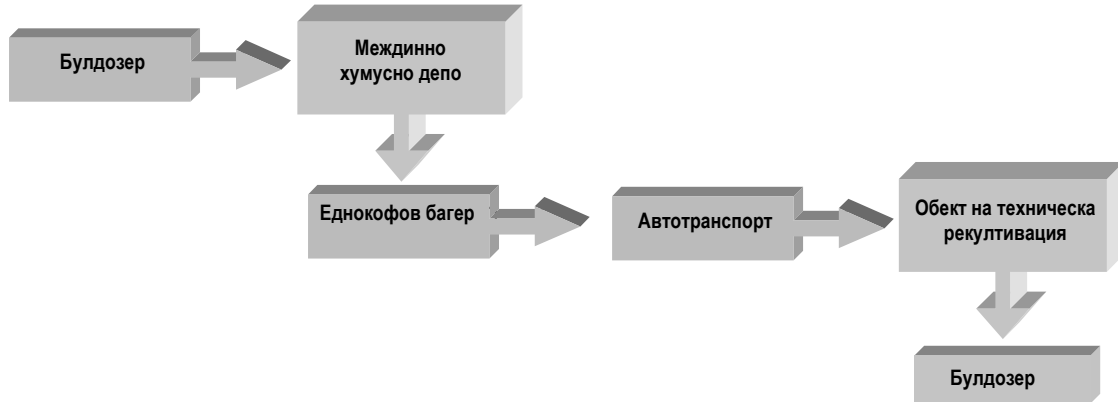 Булдозер
Междинно
хумусно депо
Еднокофов багер
Автотранспорт
Обект на техническа
рекултивация
Булдозер